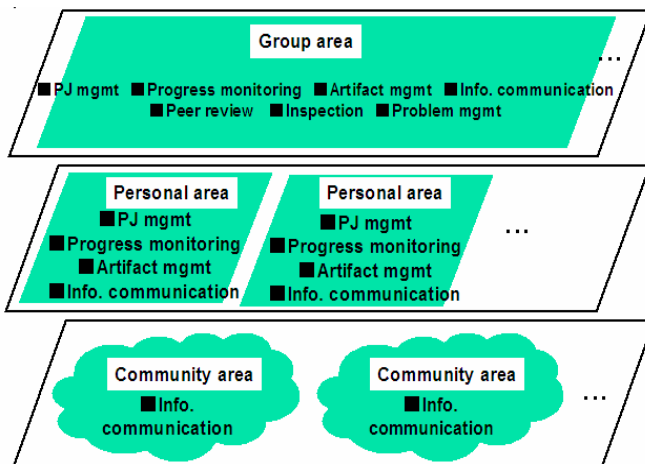 Group area
...
■PJ mgmt ■Progress monitoring ■Artifact mgmt ■Info. communication
■Peer review ■Inspection ■Problem mgmt
Personal area
■PJ mgmt
■Progress monitoring
■Artifact mgmt
■Info. communication
Personal area
■PJ mgmt
■Progress monitoring
■Artifact mgmt
■Info. communication
...
Community area
■Info.
communication
Community area
■Info.
communication
...